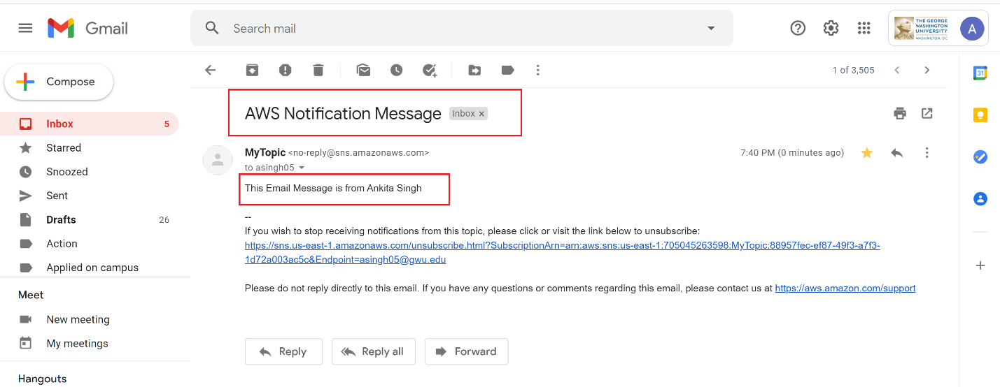 Gmail
Search mail
THE GEORGE
WASHINGTON
UNIVERSITY
WASHINGTON, DC
A
Compose
1 of 3,505
31
Inbox 5
Starred
Snoozed
Sent
Drafts 26
Action
Applied on campus
Meet
New meeting
My meetings
Hangouts
AWS Notification Message Inbox x
MyTopic <no-reply@sns.amazonaws.com> 7:40 PM (0 minutes ago)
to asingh05
This Email Message is from Ankita Singh
--
If you wish to stop receiving notifications from this topic, please click or visit the link below to unsubscribe:
https://sns.us-east-1.amazonaws.com/unsubscribe.html?SubscriptionArn=arn:aws:sns:us-east-1:705045263598:MyTopic:88957fec-ef87-49f3-a7f3-
1d72a003ac5c&Endpoint=asingh05@gwu.edu
Please do not reply directly to this email. If you have any questions or comments regarding this email, please contact us at https://aws.amazon.com/support
Reply
Reply all
Forward